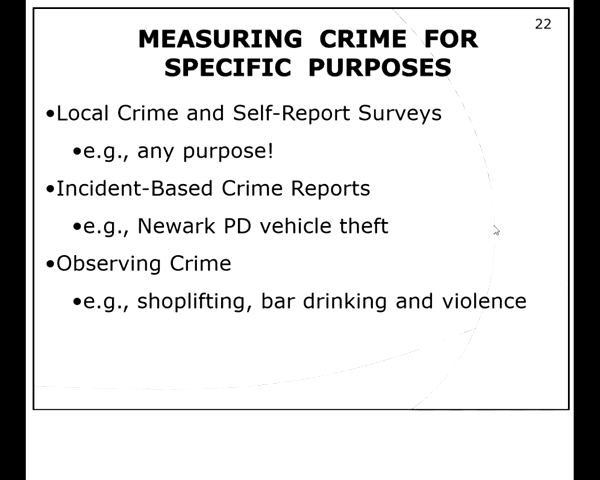 22
MEASURING CRIME FOR
SPECIFIC PURPOSES
•Local Crime and Self-Report Surveys
•e.g., any purpose!
•Incident-Based Crime Reports
•e.g., Newark PD vehicle theft
•Observing Crime
•e.g., shoplifting, bar drinking and violence